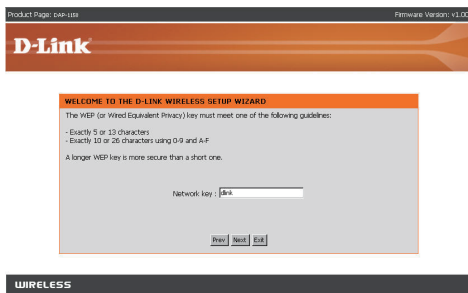 Product Page: DAP-1150
Firmware Version: v1.00
D-Link
WELCOME TO THE D-LINK WIRELESS SETUP WIZARD
The WEP (or Wired Equivalent Privacy) key must meet one of the following guidelines:
- Exactly 5 or 13 characters
- Exactly 10 or 26 characters using 0-9 and A-F
A longer WEP key is more secure than a short one.
Network key : dlink
Prev Next Exit
WIRELESS